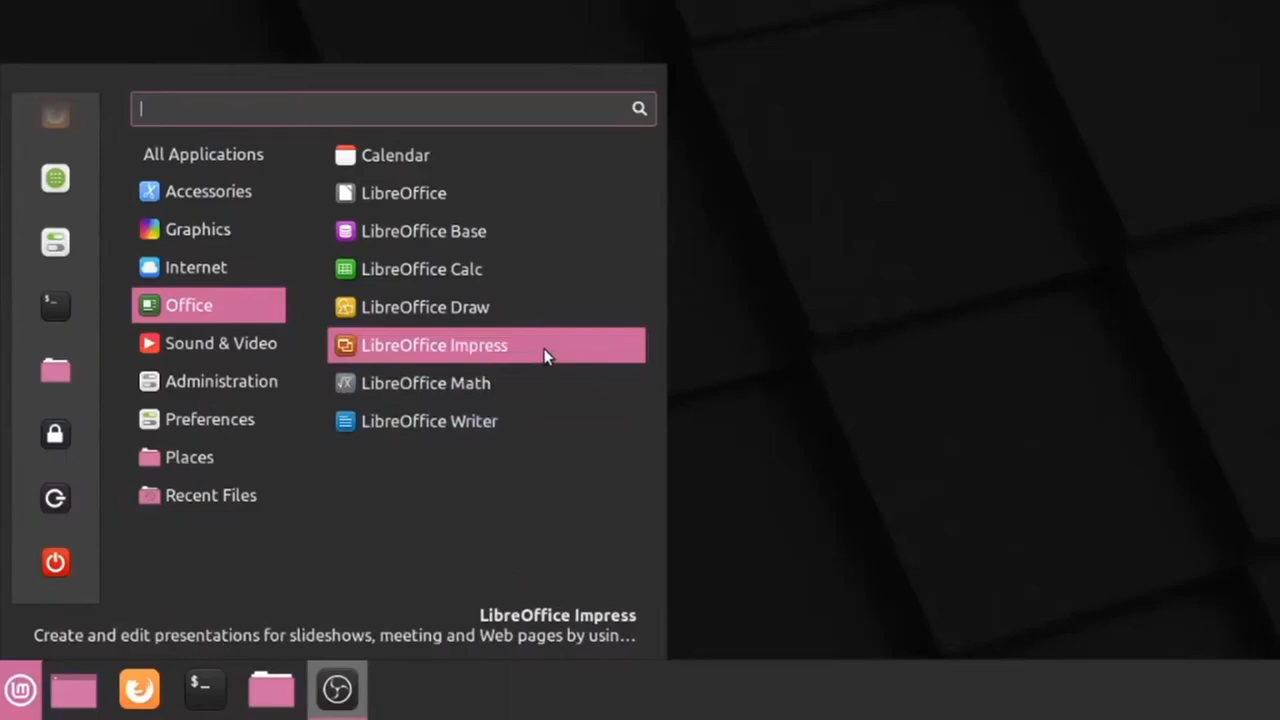 All Applications
Accessories
Graphics
Internet
Office
Sound & Video
Administration
Preferences
Places
Recent Files
Calendar
LibreOffice
LibreOffice Base
LibreOffice Calc
LibreOffice Draw
LibreOffice Impress
LibreOffice Math
LibreOffice Writer
LibreOffice Impress
Create and edit presentations for slideshows, meeting and Web pages by usin...